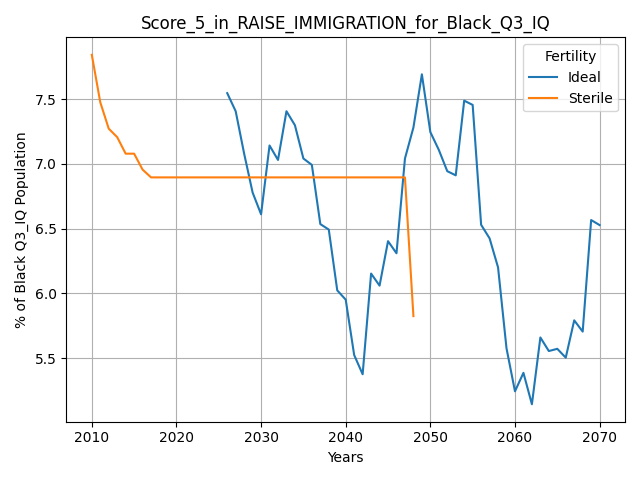 Score_5_in_RAISE_IMMIGRATION_for_Black_Q3_IQ
Fertility
Ideal
Sterile
% of Black Q3_IQ Population
7.5
7.0
6.5
6.0
5.5
2010 2020 2030 2040 2050 2060 2070
Years